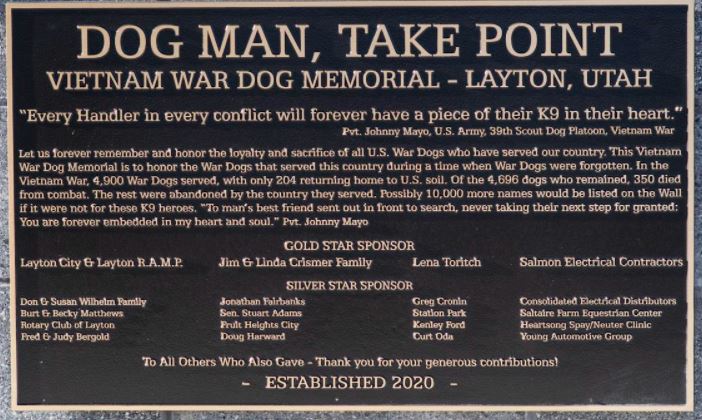 DOG MAN, TAKE POINT
VIETNAM WAR DOG MEMORIAL - LAYTON, UTAH
"Every Handler in every conflict will forever have a piece of their K9 in their heart."
Pvt. Johnny Mayo, U.S. Army, 39th Scout Dog Platoon, Vietnam War
Let us forever remember and honor the loyalty and sacrifice of all U.S. War Dogs who have served our country. This Vietnam
War Dog Memorial is to honor the War Dogs that served this country during a time when War Dogs were forgotten. In the
Vietnam War, 4,900 War Dogs served, with only 204 returning home to U.S. soil. Of the 4,696 dogs who remained, 350 died
from combat. The rest were abandoned by the country they served. Possibly 10,000 more names would be listed on the Wall
if it were not for these K9 heroes. "To man's best friend sent out in front to search, never taking their next step for granted:
You are forever embedded in my heart and soul." Pvt. Johnny Mayo
GOLD STAR SPONSOR
Layton City & Layton R.A.M.P. Jim & Linda Crismer Family Lena Toritch Salmon Electrical Contractors
SILVER STAR SPONSOR
Don & Susan Wilhelm Family Jonathan Fairbanks Greg Cronin Consolidated Electrical Distributors
Burt & Becky Matthews Sen. Stuart Adams Station Park Saltaire Farm Equestrian Center
Rotary Club of Layton Fruit Heights City Kenley Ford Heartsong Spay/Neuter Clinic
Fred & Judy Bergold Doug Harward Curt Oda Young Automotive Group
To All Others Who Also Gave - Thank you for your generous contributions!
- ESTABLISHED 2020 -